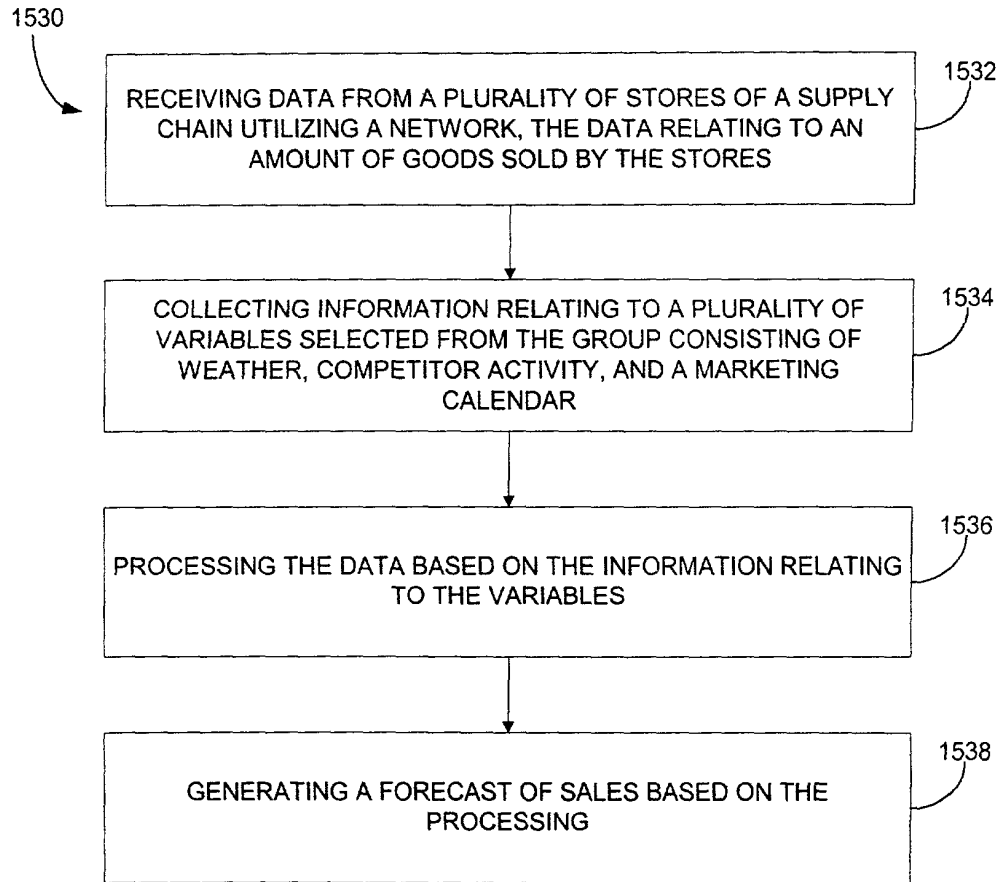 1530
1532
RECEIVING DATA FROM A PLURALITY OF STORES OF A SUPPLY
CHAIN UTILIZING A NETWORK, THE DATA RELATING TO AN
AMOUNT OF GOODS SOLD BY THE STORES
1534
COLLECTING INFORMATION RELATING TO A PLURALITY OF
VARIABLES SELECTED FROM THE GROUP CONSISTING OF
WEATHER, COMPETITOR ACTIVITY, AND A MARKETING
CALENDAR
1536
PROCESSING THE DATA BASED ON THE INFORMATION RELATING
TO THE VARIABLES
1538
GENERATING A FORECAST OF SALES BASED ON THE
PROCESSING